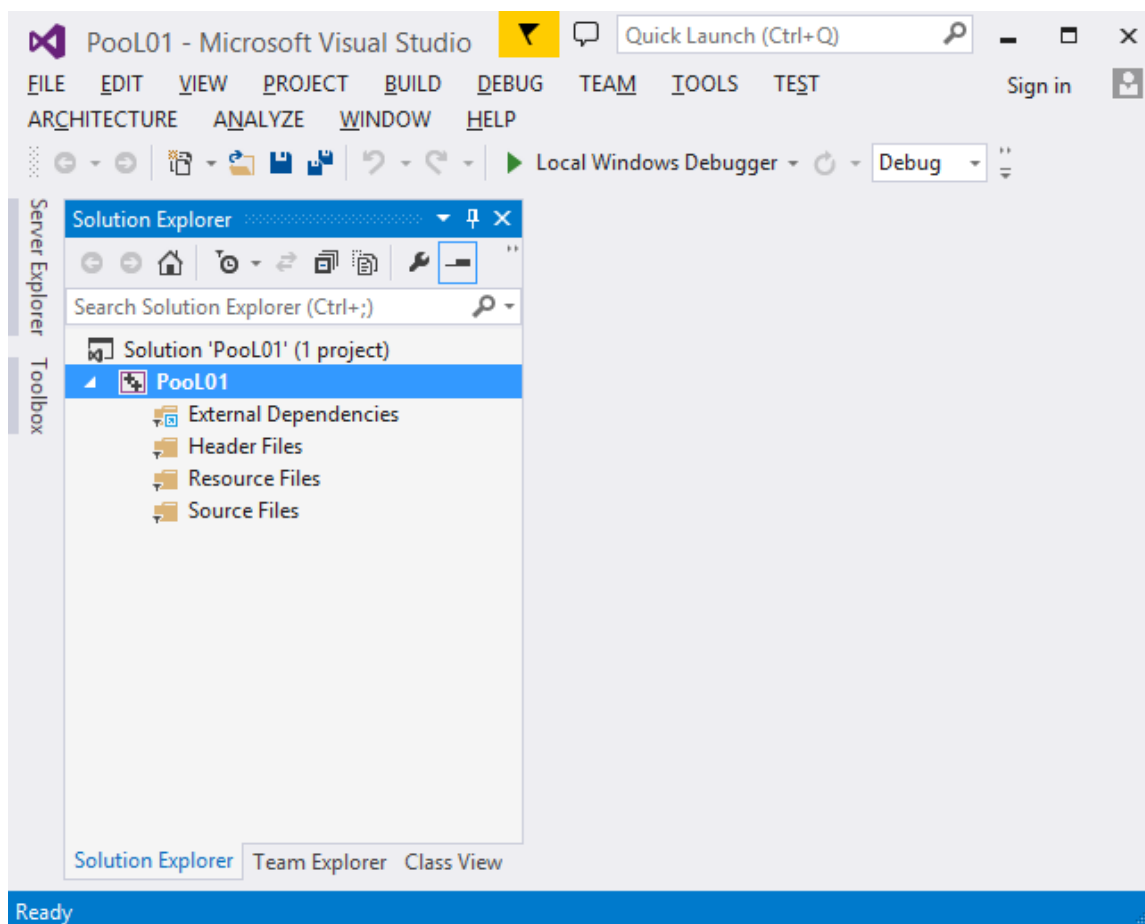 PooL01 - Microsoft Visual Studio
Quick Launch (Ctrl+Q)
FILE EDIT VIEW PROJECT BUILD DEBUG TEAM TOOLS TEST
Sign in
ARCHITECTURE ANALYZE WINDOW HELP
Local Windows Debugger
Debug
Server Explorer
Toolbox
Solution Explorer
Search Solution Explorer (Ctrl+;)
Solution 'PooL01' (1 project)
PooL01
External Dependencies
Header Files
Resource Files
Source Files
Solution Explorer Team Explorer Class View
Ready